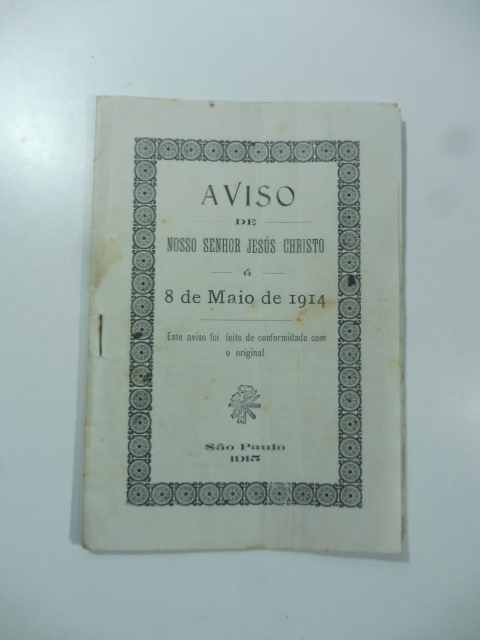 AVISO
DE
NOSSO SENHOR JESÚS CHRISTO
á
8 de Maio de 1914
Este aviso foi feito de conformidade com
o original
São Paulo
1915